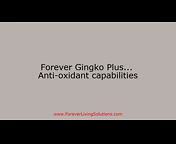 Forever Gingko Plus...
Anti-oxidant capabilities
www.ForeverLivingSolutions.com